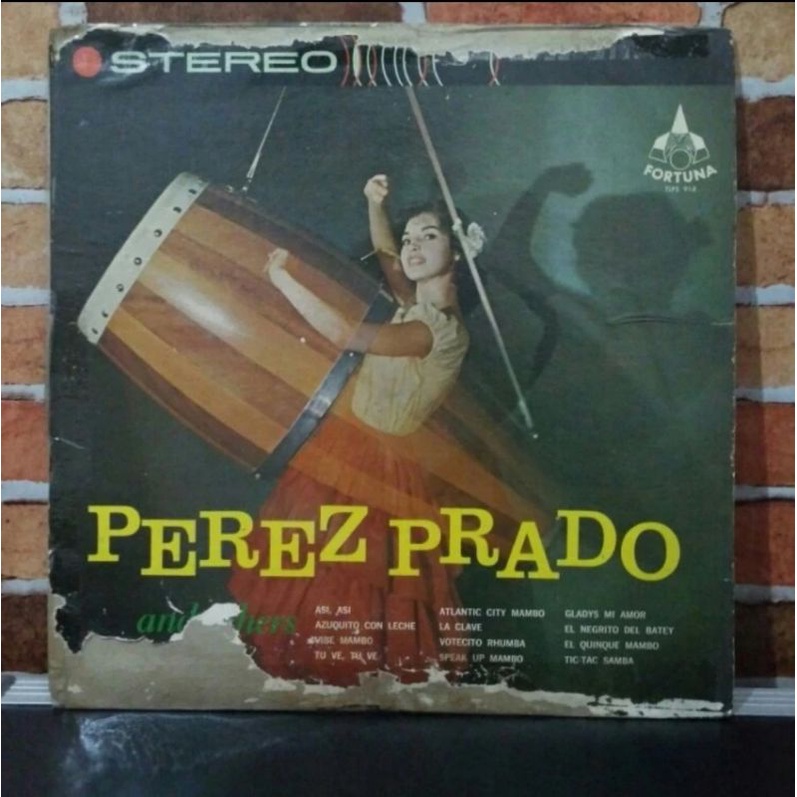 STEREO
FORTUNA
PEREZ PRADO
and
ASI, ASI
AZUQUITO CON LECHE
VIBE MAMBO
TU VE, TU VE
ATLANTIC CITY MAMBO
LA CLAVE
VOTECITO RHUMBA
SPEAK UP MAMBO
GLADYS MI AMOR
EL NEGRITO DEL BATEY
EL QUINQUE MAMBO
TIC-TAC SAMBA